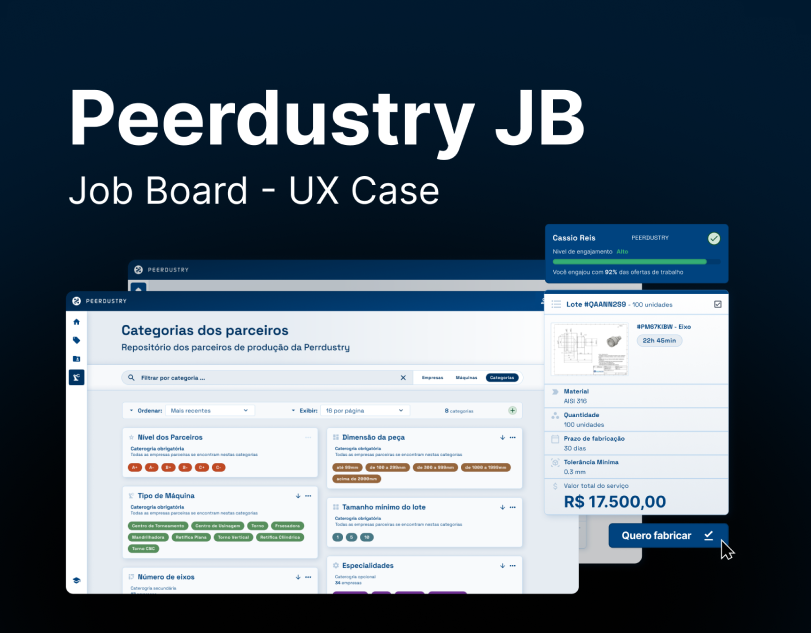 Peerdustry JB
Job Board - UX Case
PEERDUSTRY
PEERDUSTRY
Categorias dos parceiros
Repositório dos parceiros de produção da Perrdustry
Filtrar por categoria ...
Empresas
Máquinas
Categorias
Ordenar:
Mais recentes
Exibir:
16 por página
8 categorias
Nível dos Parceiros
Catergoria obrigatória
Todas as empresas parceiras se encontram nestas categorias
A+ A- B+ B- C+ C-
Dimensão da peça
Catergoria obrigatória
Todas as empresas parceiras se encontram nestas categorias
até 99mm
de 100 a 299mm
de 300 a 999mm
de 1000 a 1999mm
acima de 2000mm
Tipo de Máquina
Catergoria obrigatória
Todas as empresas parceiras se encontram nestas categorias
Centro de Torneamento
Centro de Usinagem
Torno
Fresadora
Mandrilhadora
Retífica Plana
Torno Vertical
Retífica Cilíndrica
Torno CNC
Tamanho mínimo do lote
Catergoria obrigatória
Todas as empresas parceiras se encontram nestas categorias
1 5 10
Número de eixos
Catergoria secundária
Especialidades
Catergoria opcional
34 empresas
Cassio Reis
PEERDUSTRY
Nível de engajamento Alto
Você engajou com 92% das ofertas de trabalho
Lote #QAANN2S9 - 100 unidades
#PM67KIBW - Eixo
22h 45min
Material
AISI 316
Quantidade
100 unidades
Prazo de fabricação
30 dias
Tolerância Mínima
0.3 mm
Valor total do serviço
R$ 17.500,00
Quero fabricar